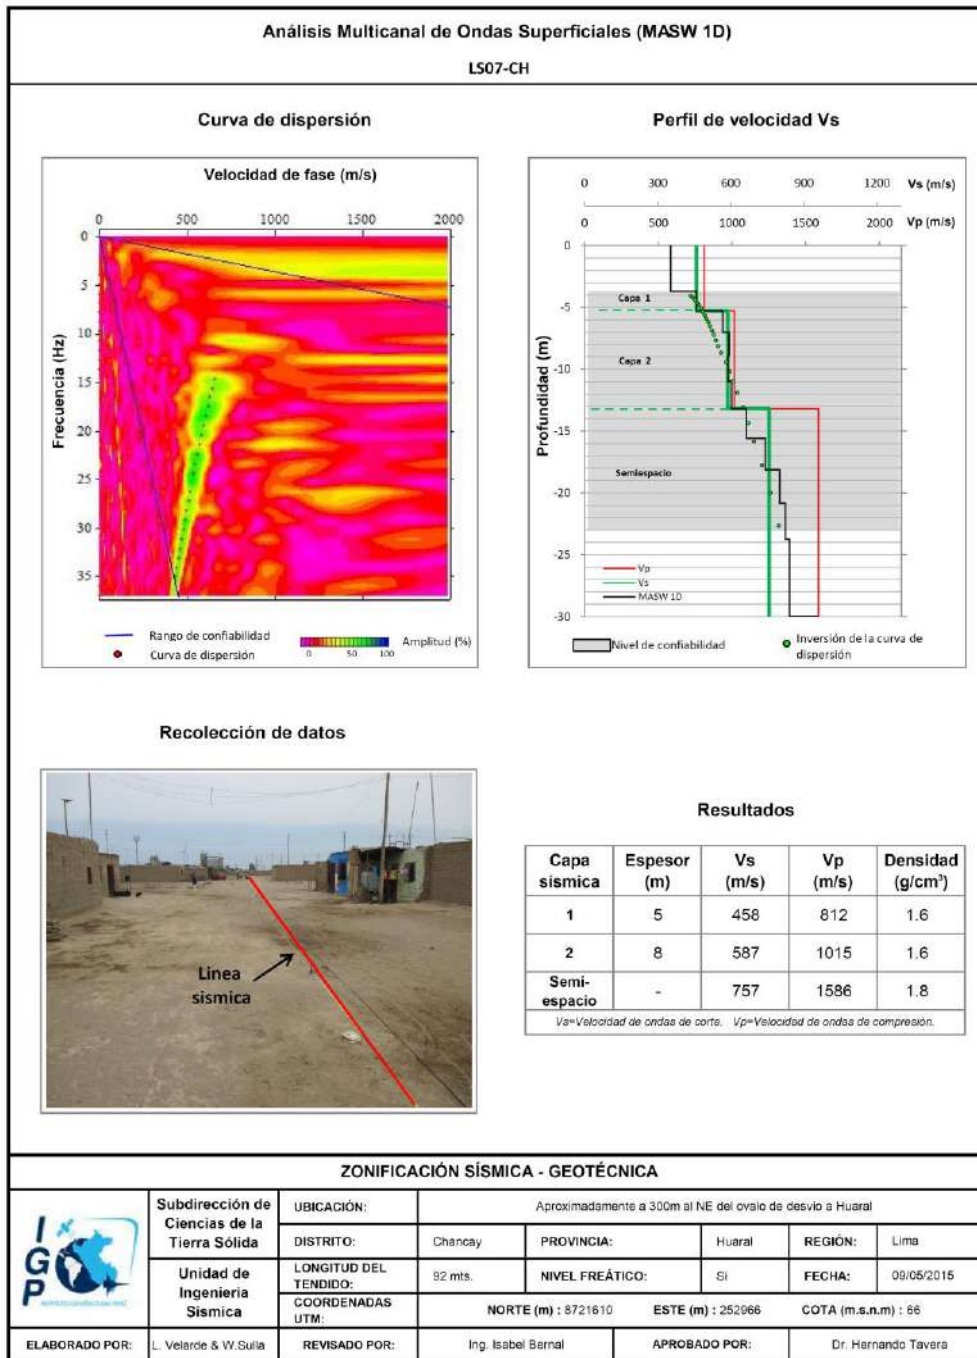 Análisis Multicanal de Ondas Superficiales (MASW 1D)
LS07-CH
Curva de dispersión
Perfil de velocidad Vs
Velocidad de fase (m/s)
0 500 1000 1500 2000
Frecuencia (Hz)
0
5
10
15
20
25
30
35
Rango de confiabilidad
Curva de dispersión
0 50 100
Amplitud (%)
0 300 600 900 1200 Vs (m/s)
0 500 1000 1500 2000 Vp (m/s)
Profundidad (m)
0
-5
-10
-15
-20
-25
-30
Capa 1
Capa 2
Semiespacio
Vp
Vs
MASW 1D
Nivel de confiabilidad
Inversión de la curva de
dispersión
Recolección de datos
Linea
sismica
Resultados
Capa sísmica Espesor (m) Vs (m/s) Vp (m/s) Densidad (g/cm³)
1 5 458 812 1.6
2 8 587 1015 1.6
Semi-espacio - 757 1586 1.8
Vs=Velocidad de ondas de corte. Vp=Velocidad de ondas de compresión.
ZONIFICACIÓN SÍSMICA - GEOTÉCNICA
IGP
Subdirección de
Ciencias de la
Tierra Sólida
Unidad de
Ingenieria
Sismica
UBICACIÓN: Aproximadamente a 300m al NE del ovalo de desvio a Huaral
DISTRITO: Chancay PROVINCIA: Huaral REGIÓN: Lima
LONGITUD DEL TENDIDO: 92 mts. NIVEL FREÁTICO: Si FECHA: 09/05/2015
COORDENADAS UTM: NORTE (m) : 8721610 ESTE (m) : 252966 COTA (m.s.n.m) : 66
ELABORADO POR: L. Velarde & W.Sulla REVISADO POR: Ing. Isabel Bernal APROBADO POR: Dr. Hernando Tavera